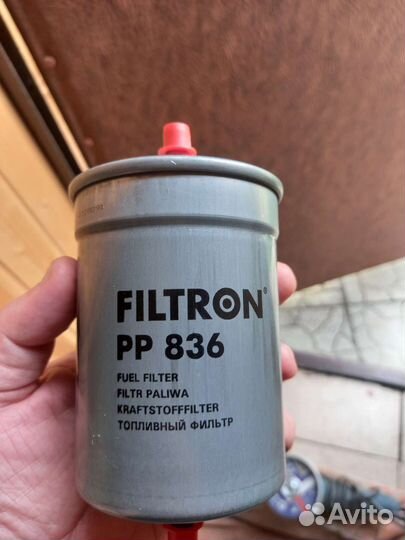 FILTRON®
PP 836
FUEL FILTER
FILTR PALIWA
KRAFTSTOFFFILTER
ТОПЛИВНЫЙ ФИЛЬТР
Avito